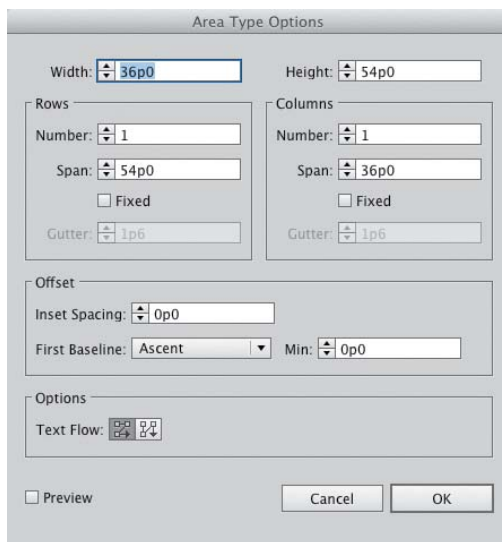 Area Type Options
Width: 36p0 Height: 54p0
Rows Columns
Number: 1 Number: 1
Span: 54p0 Span: 36p0
Fixed Fixed
Gutter: 1p6 Gutter: 1p6
Offset
Inset Spacing: 0p0
First Baseline: Ascent Min: 0p0
Options
Text Flow:
Preview Cancel OK